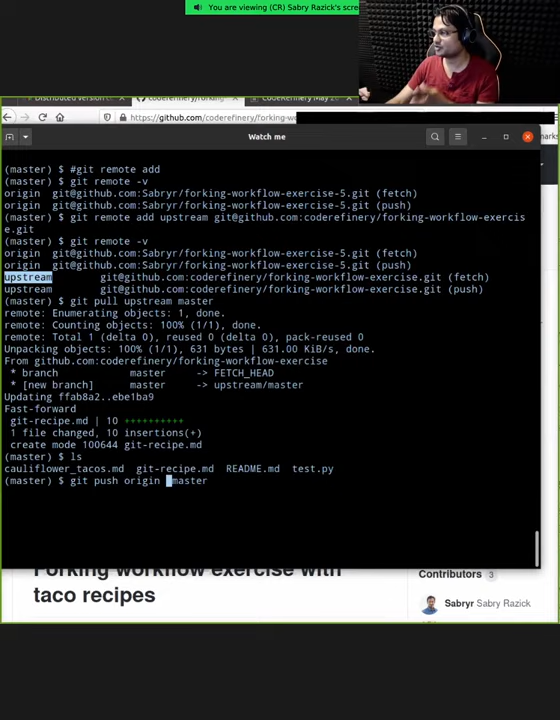 You are viewing (CR) Sabry Razick's scre
Distributed version c
coderefinery/forking
CodeRefinery May 20
https://github.com/coderefinery/forking-wo
Watch me
(master) $ #git remote add
(master) $ git remote -v
origin git@github.com:Sabryr/forking-workflow-exercise-5.git (fetch)
origin git@github.com:Sabryr/forking-workflow-exercise-5.git (push)
(master) $ git remote add upstream git@github.com:coderefinery/forking-workflow-exercis
e.git
(master) $ git remote -v
origin git@github.com:Sabryr/forking-workflow-exercise-5.git (fetch)
origin git@github.com:Sabryr/forking-workflow-exercise-5.git (push)
upstream git@github.com:coderefinery/forking-workflow-exercise.git (fetch)
upstream git@github.com:coderefinery/forking-workflow-exercise.git (push)
(master) $ git pull upstream master
remote: Enumerating objects: 1, done.
remote: Counting objects: 100% (1/1), done.
remote: Total 1 (delta 0), reused 0 (delta 0), pack-reused 0
Unpacking objects: 100% (1/1), 631 bytes | 631.00 KiB/s, done.
From github.com:coderefinery/forking-workflow-exercise
* branch master -> FETCH_HEAD
* [new branch] master -> upstream/master
Updating ffab8a2..ebe1ba9
Fast-forward
git-recipe.md | 10 ++++++++++
1 file changed, 10 insertions(+)
create mode 100644 git-recipe.md
(master) $ ls
cauliflower_tacos.md git-recipe.md README.md test.py
(master) $ git push origin master
Forking workflow exercise with
taco recipes
Contributors 3
Sabryr Sabry Razick